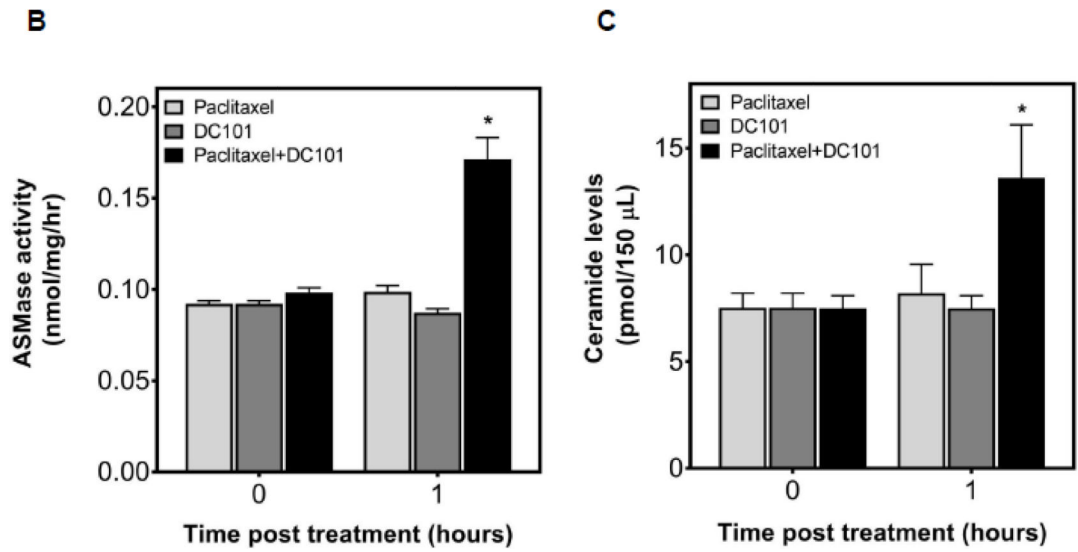 B
0.20
0.15
0.10
0.05
0.00
ASMase activity
(nmol/mg/hr)
Paclitaxel
DC101
Paclitaxel+DC101
*
0
1
Time post treatment (hours)
C
15
10
5
0
Ceramide levels
(pmol/150 µL)
Paclitaxel
DC101
Paclitaxel+DC101
*
0
1
Time post treatment (hours)